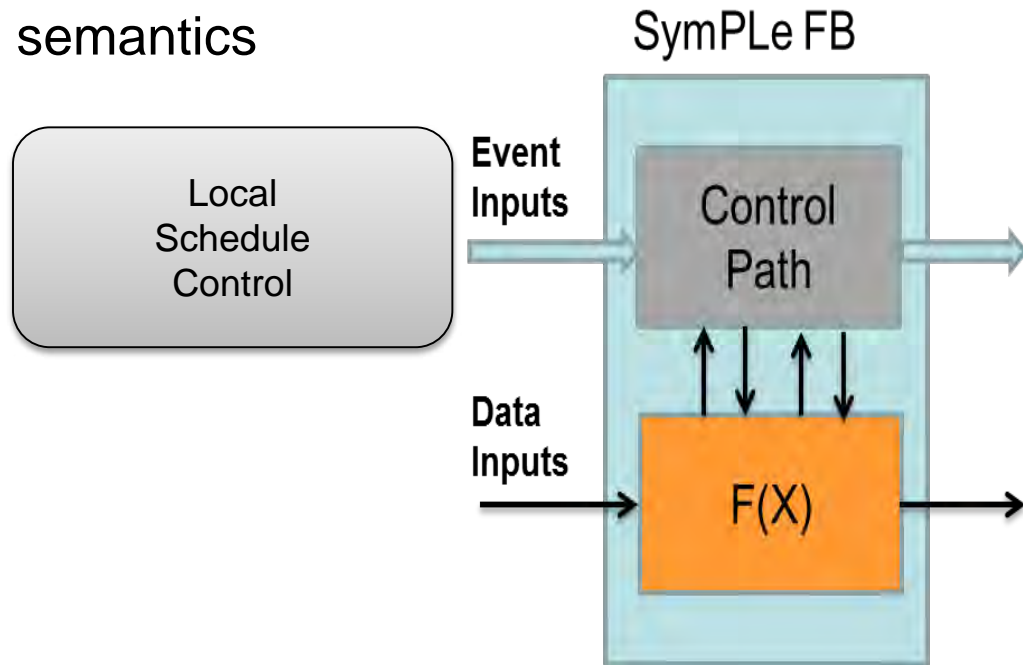 semantics
SymPLe FB
Local
Schedule
Control
Event
Inputs
Control
Path
Data
Inputs
F(X)